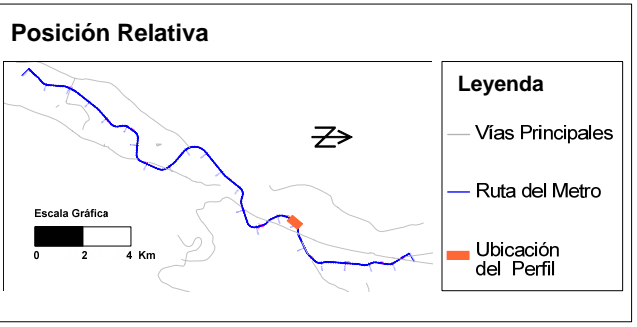 Posición Relativa
Z
Escala Gráfica
0 2 4 Km
Leyenda
Vías Principales
Ruta del Metro
Ubicación
del Perfil